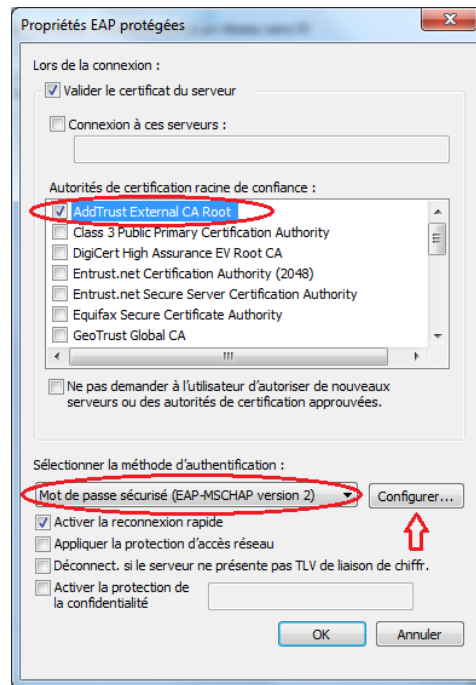 Propriétés EAP protégées
Lors de la connexion :
Valider le certificat du serveur
Connexion à ces serveurs :
Autorités de certification racine de confiance :
AddTrust External CA Root
Class 3 Public Primary Certification Authority
DigiCert High Assurance EV Root CA
Entrust.net Certification Authority (2048)
Entrust.net Secure Server Certification Authority
Equifax Secure Certificate Authority
GeoTrust Global CA
Ne pas demander à l'utilisateur d'autoriser de nouveaux
serveurs ou des autorités de certification approuvées.
Sélectionner la méthode d'authentification :
Mot de passe sécurisé (EAP-MSCHAP version 2)
Configurer...
Activer la reconnexion rapide
Appliquer la protection d'accès réseau
Déconnect. si le serveur ne présente pas TLV de liaison de chiffr.
Activer la protection de
la confidentialité
OK
Annuler